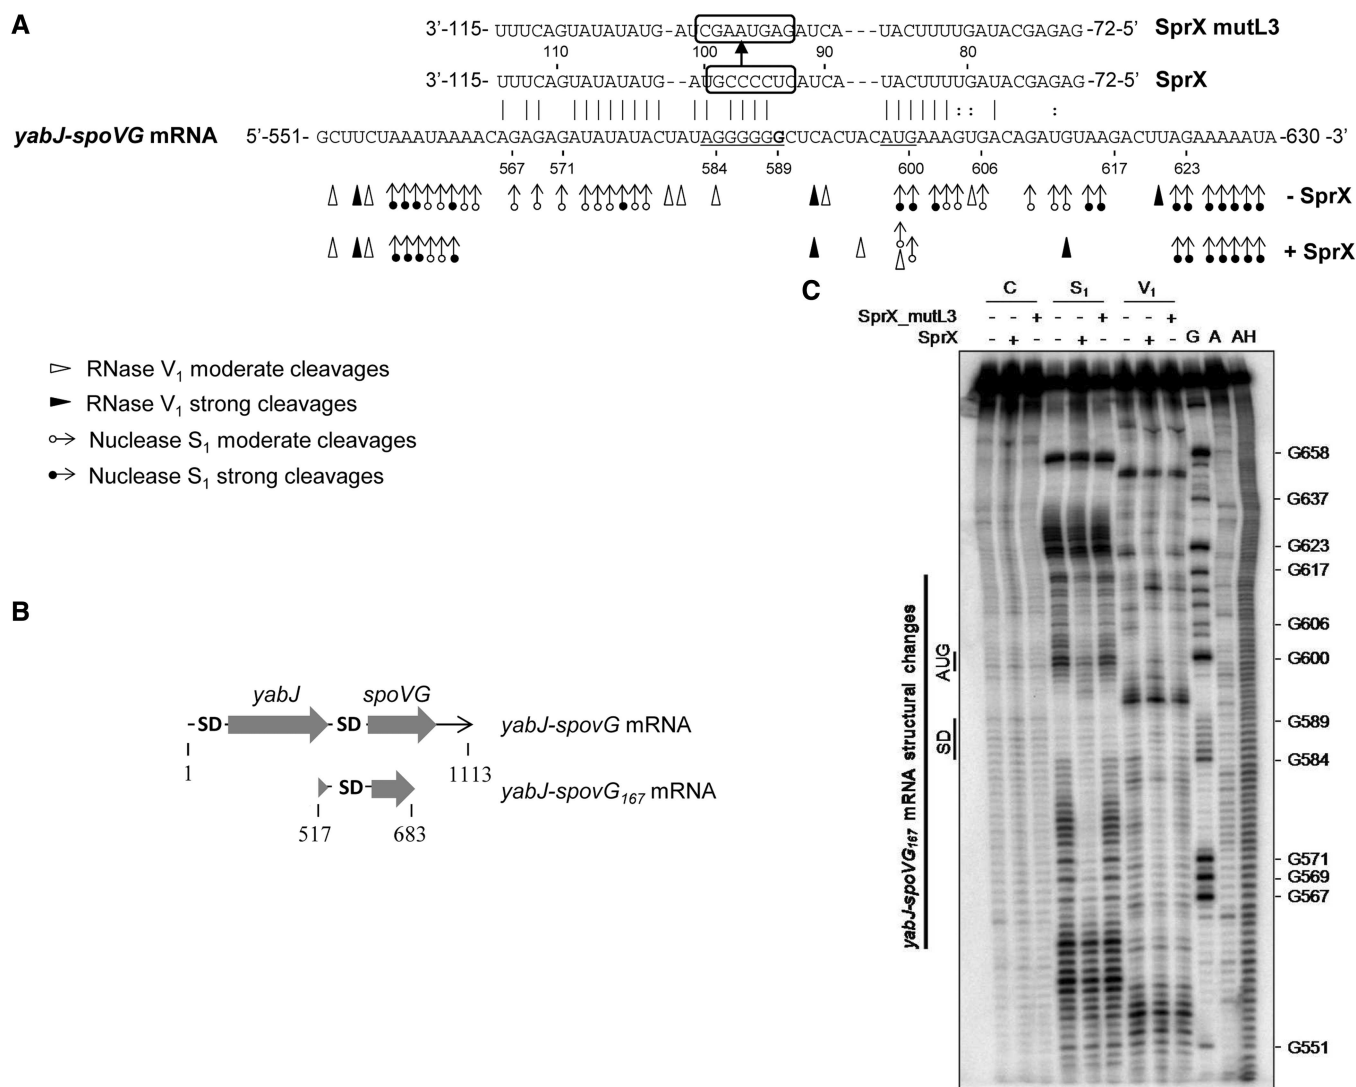 A
3'-115- UUUCAGUAUAUAUG-AUCGAAUGAGAUCA---UACUUUUGAUACGAGAG -72-5' SprX mutL3
110 100 90 80
3'-115- UUUCAGUAUAUAUG--AUGCCCCUCAUCA---UACUUUUGAUACGAGAG -72-5' SprX
yabJ-spoVG mRNA 5'-551- GCUUCUAAAUAAAACAGAGAGAUAUAUACUAUAGGGGGGCUCACUACAUGAAAGUGACAGAUGUAAGACUUAGAAAAAUA -630 -3'
567 571 584 589 600 606 617 623
- SprX
+ SprX
RNase V1 moderate cleavages
RNase V1 strong cleavages
Nuclease S1 moderate cleavages
Nuclease S1 strong cleavages
B
yabJ spoVG
SD SD yabJ-spovG mRNA
1 1113
SD yabJ-spovG167 mRNA
517 683
C
C S1 V1
SprX_mutL3 - - + - - + - - +
SprX - + - - + - - + - G A AH
G658
G637
G623
G617
G606
G600
G589
G584
G571
G569
G567
G551
yabJ-spoVG167 mRNA structural changes
AUG
SD